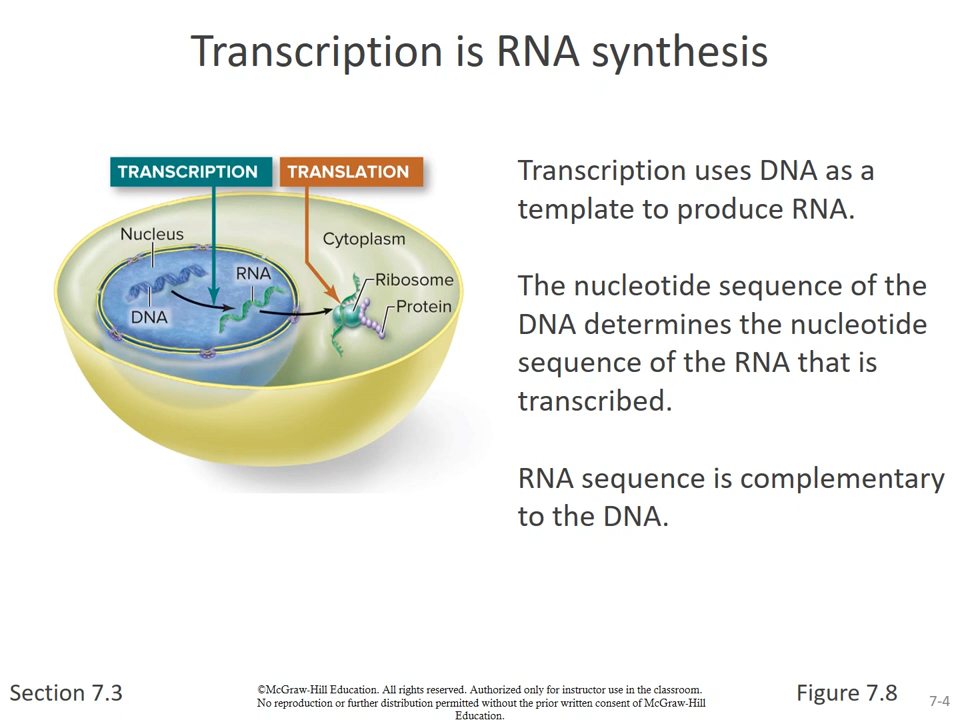 Transcription is RNA synthesis
TRANSCRIPTION
TRANSLATION
Nucleus
Cytoplasm
RNA
Ribosome
DNA
Protein
Transcription uses DNA as a
template to produce RNA.
The nucleotide sequence of the
DNA determines the nucleotide
sequence of the RNA that is
transcribed.
RNA sequence is complementary
to the DNA.
Section 7.3
©McGraw-Hill Education. All rights reserved. Authorized only for instructor use in the classroom.
No reproduction or further distribution permitted without the prior written consent of McGraw-Hill
Education.
Figure 7.8
7-4